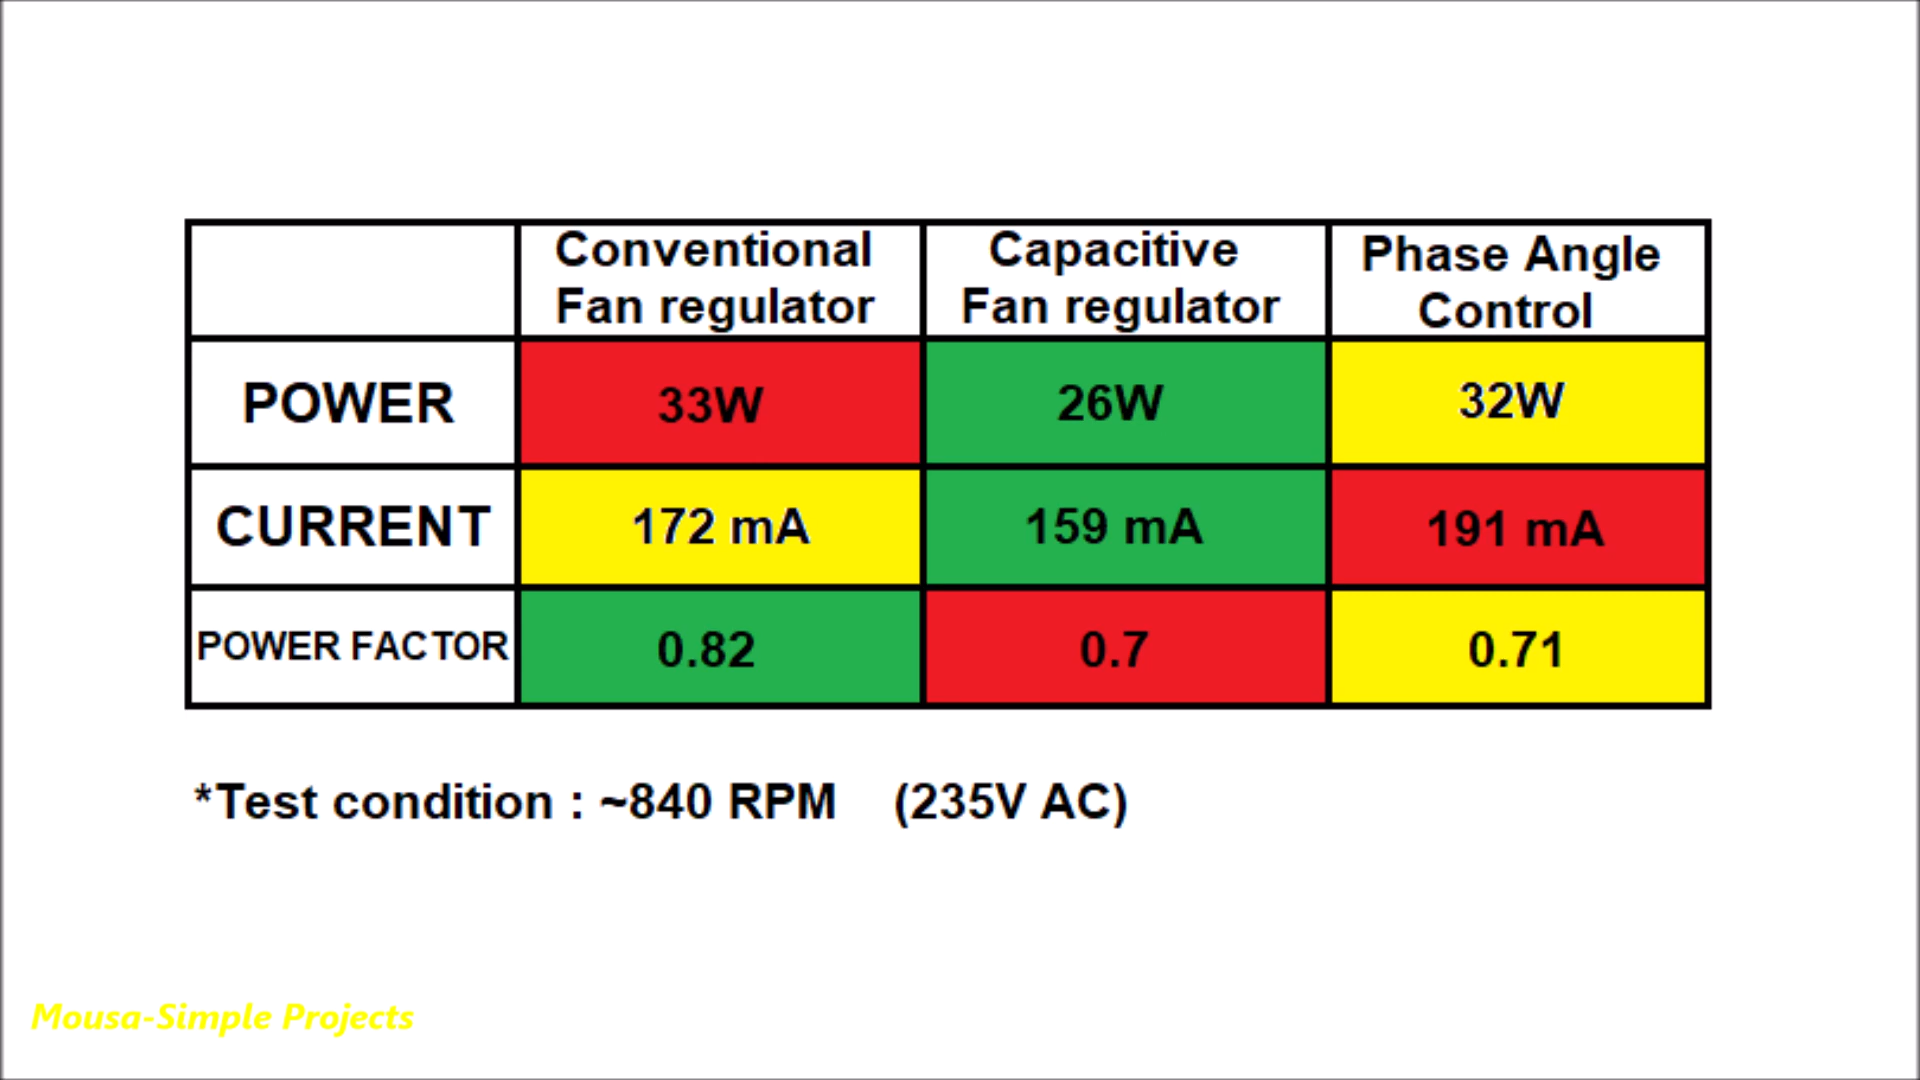 Conventional Fan regulator
Capacitive Fan regulator
Phase Angle Control
POWER 33W 26W 32W
CURRENT 172 mA 159 mA 191 mA
POWER FACTOR 0.82 0.7 0.71
*Test condition : ~840 RPM (235V AC)
Mousa-Simple Projects